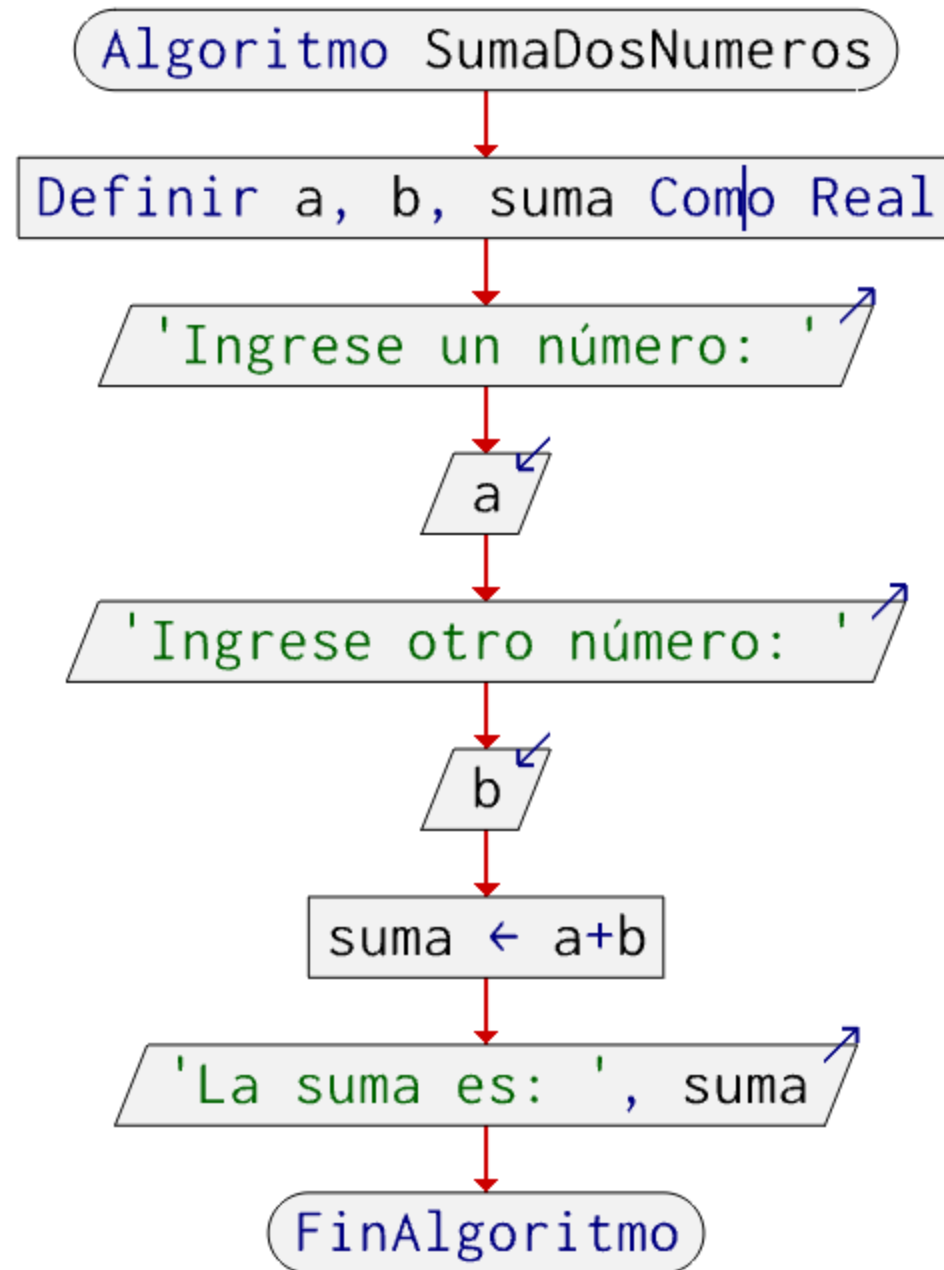 Algoritmo SumaDosNumeros
Definir a, b, suma Como Real
'Ingrese un número: '
a
'Ingrese otro número: '
b
suma ← a+b
'La suma es: ', suma
FinAlgoritmo